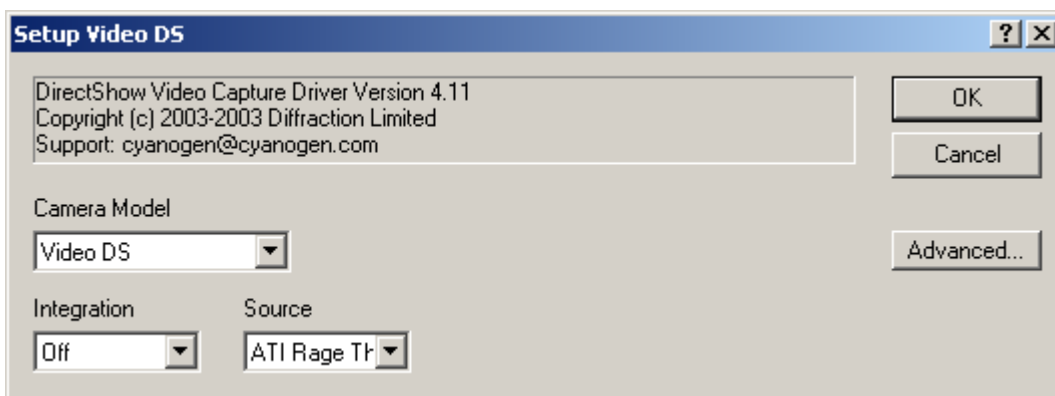 Setup Video DS
DirectShow Video Capture Driver Version 4.11
Copyright (c) 2003-2003 Diffraction Limited
Support: cyanogen@cyanogen.com
OK
Cancel
Camera Model
Video DS
Advanced...
Integration
Source
Off
ATI Rage